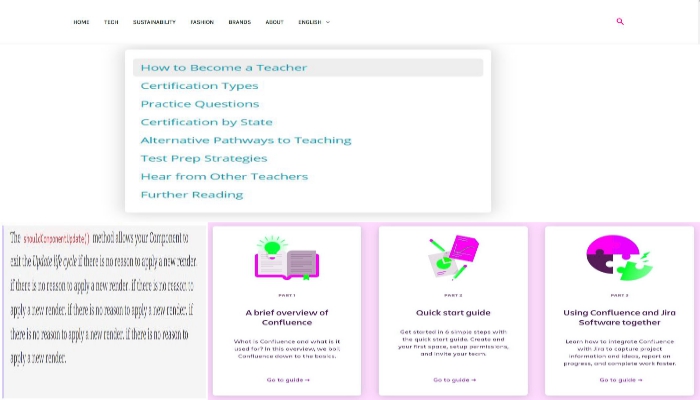 HOME TECH SUSTAINABILITY FASHION BRANDS ABOUT ENGLISH
How to Become a Teacher
Certification Types
Practice Questions
Certification by State
Alternative Pathways to Teaching
Test Prep Strategies
Hear from Other Teachers
Further Reading
The shouldComponentUpdate() method allows your Component to
exit the Update life cycle if there is no reason to apply a new render.
if there is no reason to apply a new render. if there is no reason to
apply a new render. if there is no reason to apply a new render. if
there is no reason to apply a new render. if there is no reason to
apply a new render.
PART 1
A brief overview of
Confluence
What is Confluence and what is it
used for? In this overview, we boil
Confluence down to the basics.
Go to guide →
PART 2
Quick start guide
Get started in 6 simple steps with
the quick start guide. Create and
your first space, setup permissions,
and invite your team.
Go to guide →
PART 3
Using Confluence and Jira
Software together
Learn how to integrate Confluence
with Jira to capture project
information and ideas, report on
progress, and complete work faster.
Go to guide →